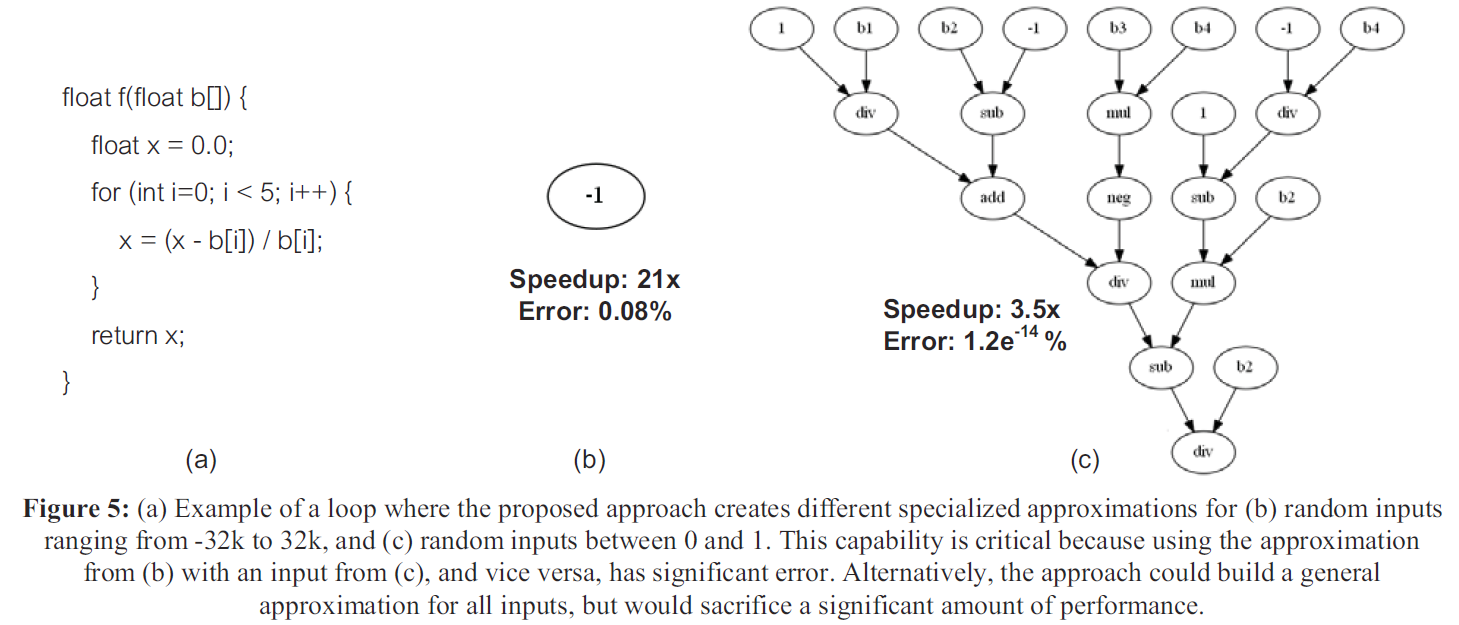 float f(float b[]) {
float x = 0.0;
for (int i=0; i < 5; i++) {
x = (x - b[i]) / b[i];
}
return x;
}
(a)
-1
Speedup: 21x
Error: 0.08%
(b)
1 b1 b2 -1 b3 b4 -1 b4
div sub mul 1 div
add neg sub b2
div mul
Speedup: 3.5x
Error: 1.2e-14 %
sub b2
div
(c)
Figure 5: (a) Example of a loop where the proposed approach creates different specialized approximations for (b) random inputs
ranging from -32k to 32k, and (c) random inputs between 0 and 1. This capability is critical because using the approximation
from (b) with an input from (c), and vice versa, has significant error. Alternatively, the approach could build a general
approximation for all inputs, but would sacrifice a significant amount of performance.